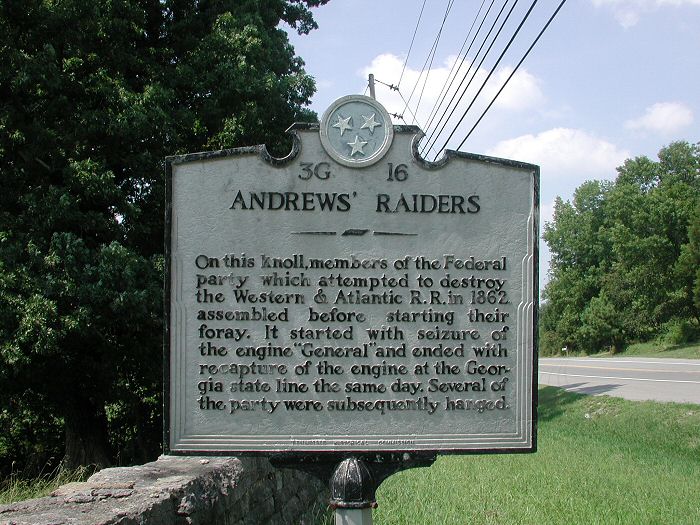 3G 16
ANDREWS' RAIDERS
On this knoll, members of the Federal
party which attempted to destroy
the Western & Atlantic R.R. in 1862,
assembled before starting their
foray. It started with seizure of
the engine "General" and ended with
recapture of the engine at the Geor-
gia state line the same day. Several of
the party were subsequently hanged.
TENNESSEE HISTORICAL COMMISSION